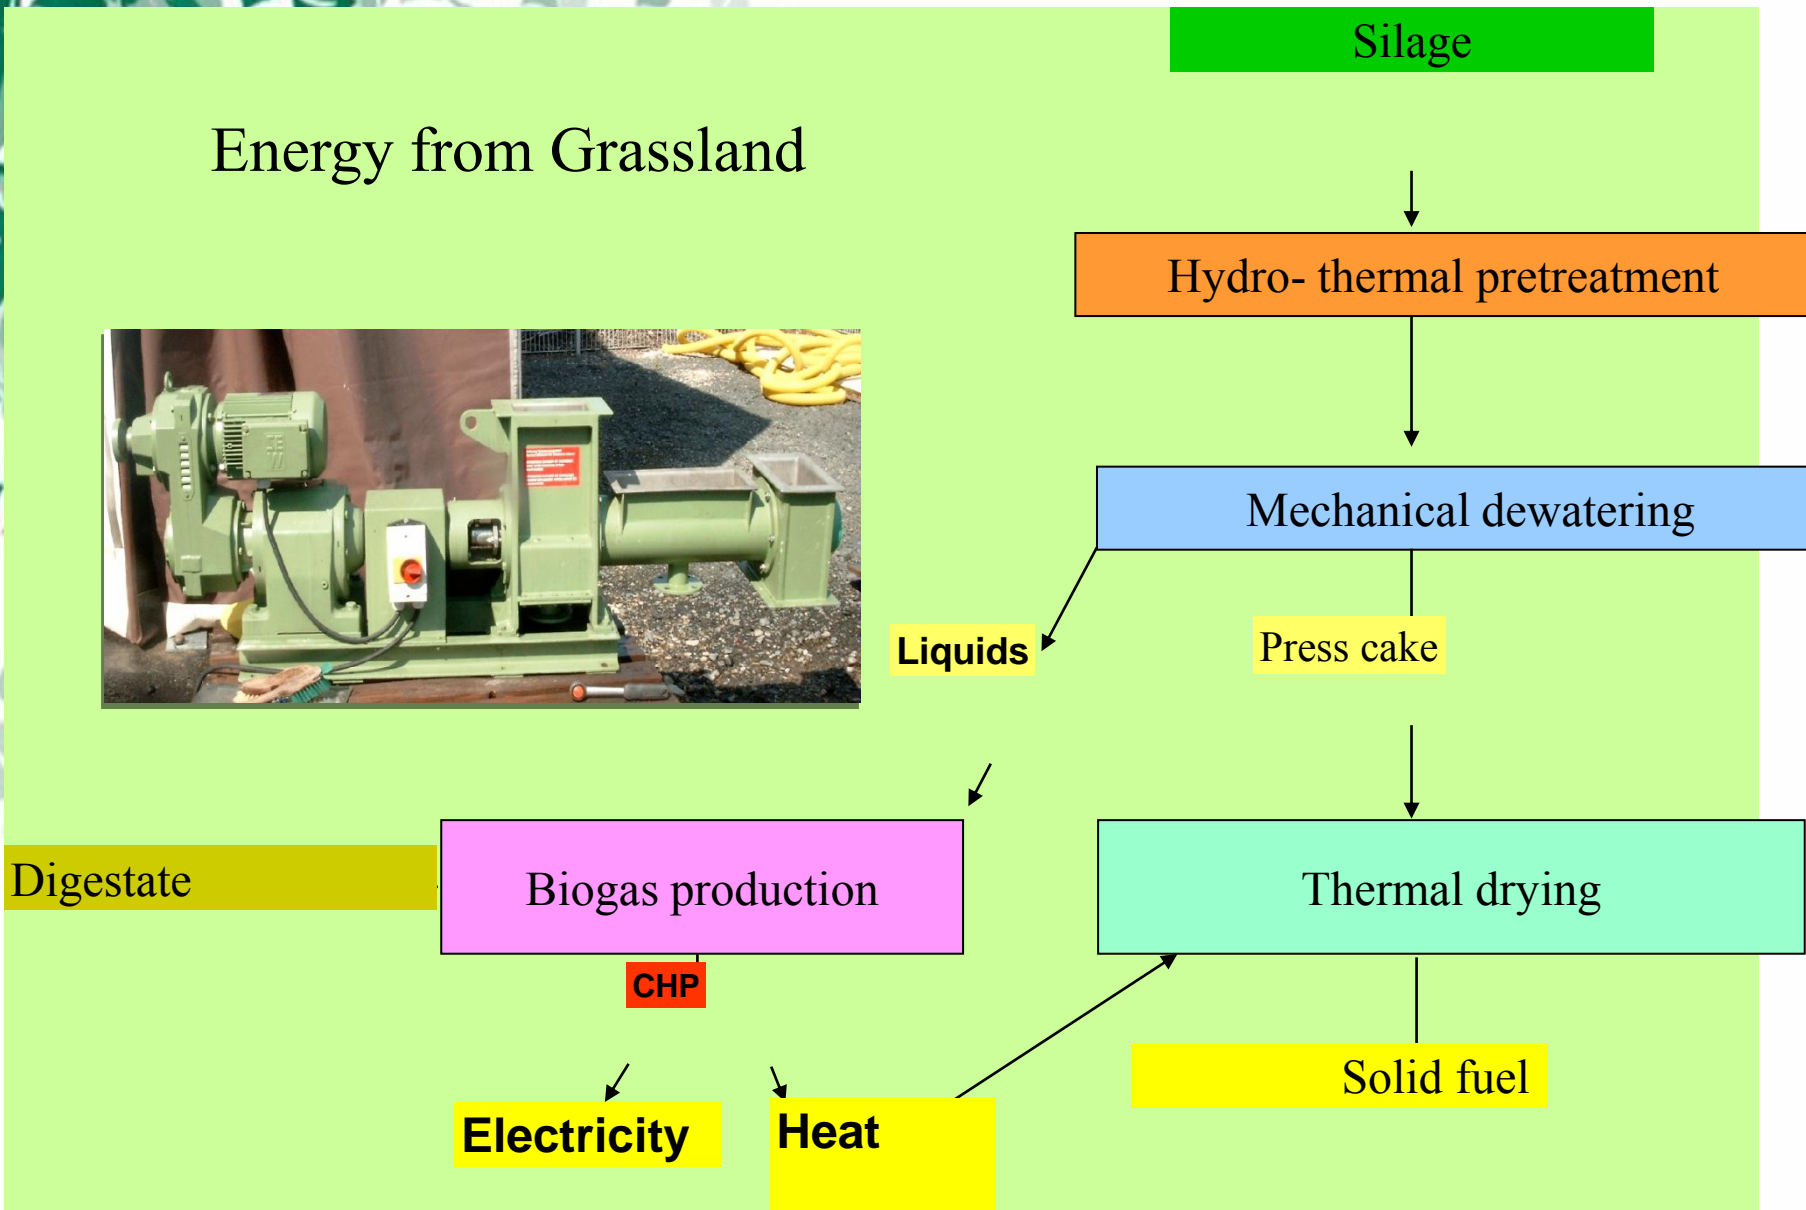 Silage
Energy from Grassland
Hydro- thermal pretreatment
Mechanical dewatering
Liquids
Press cake
Digestate
Biogas production
Thermal drying
CHP
Solid fuel
Electricity
Heat